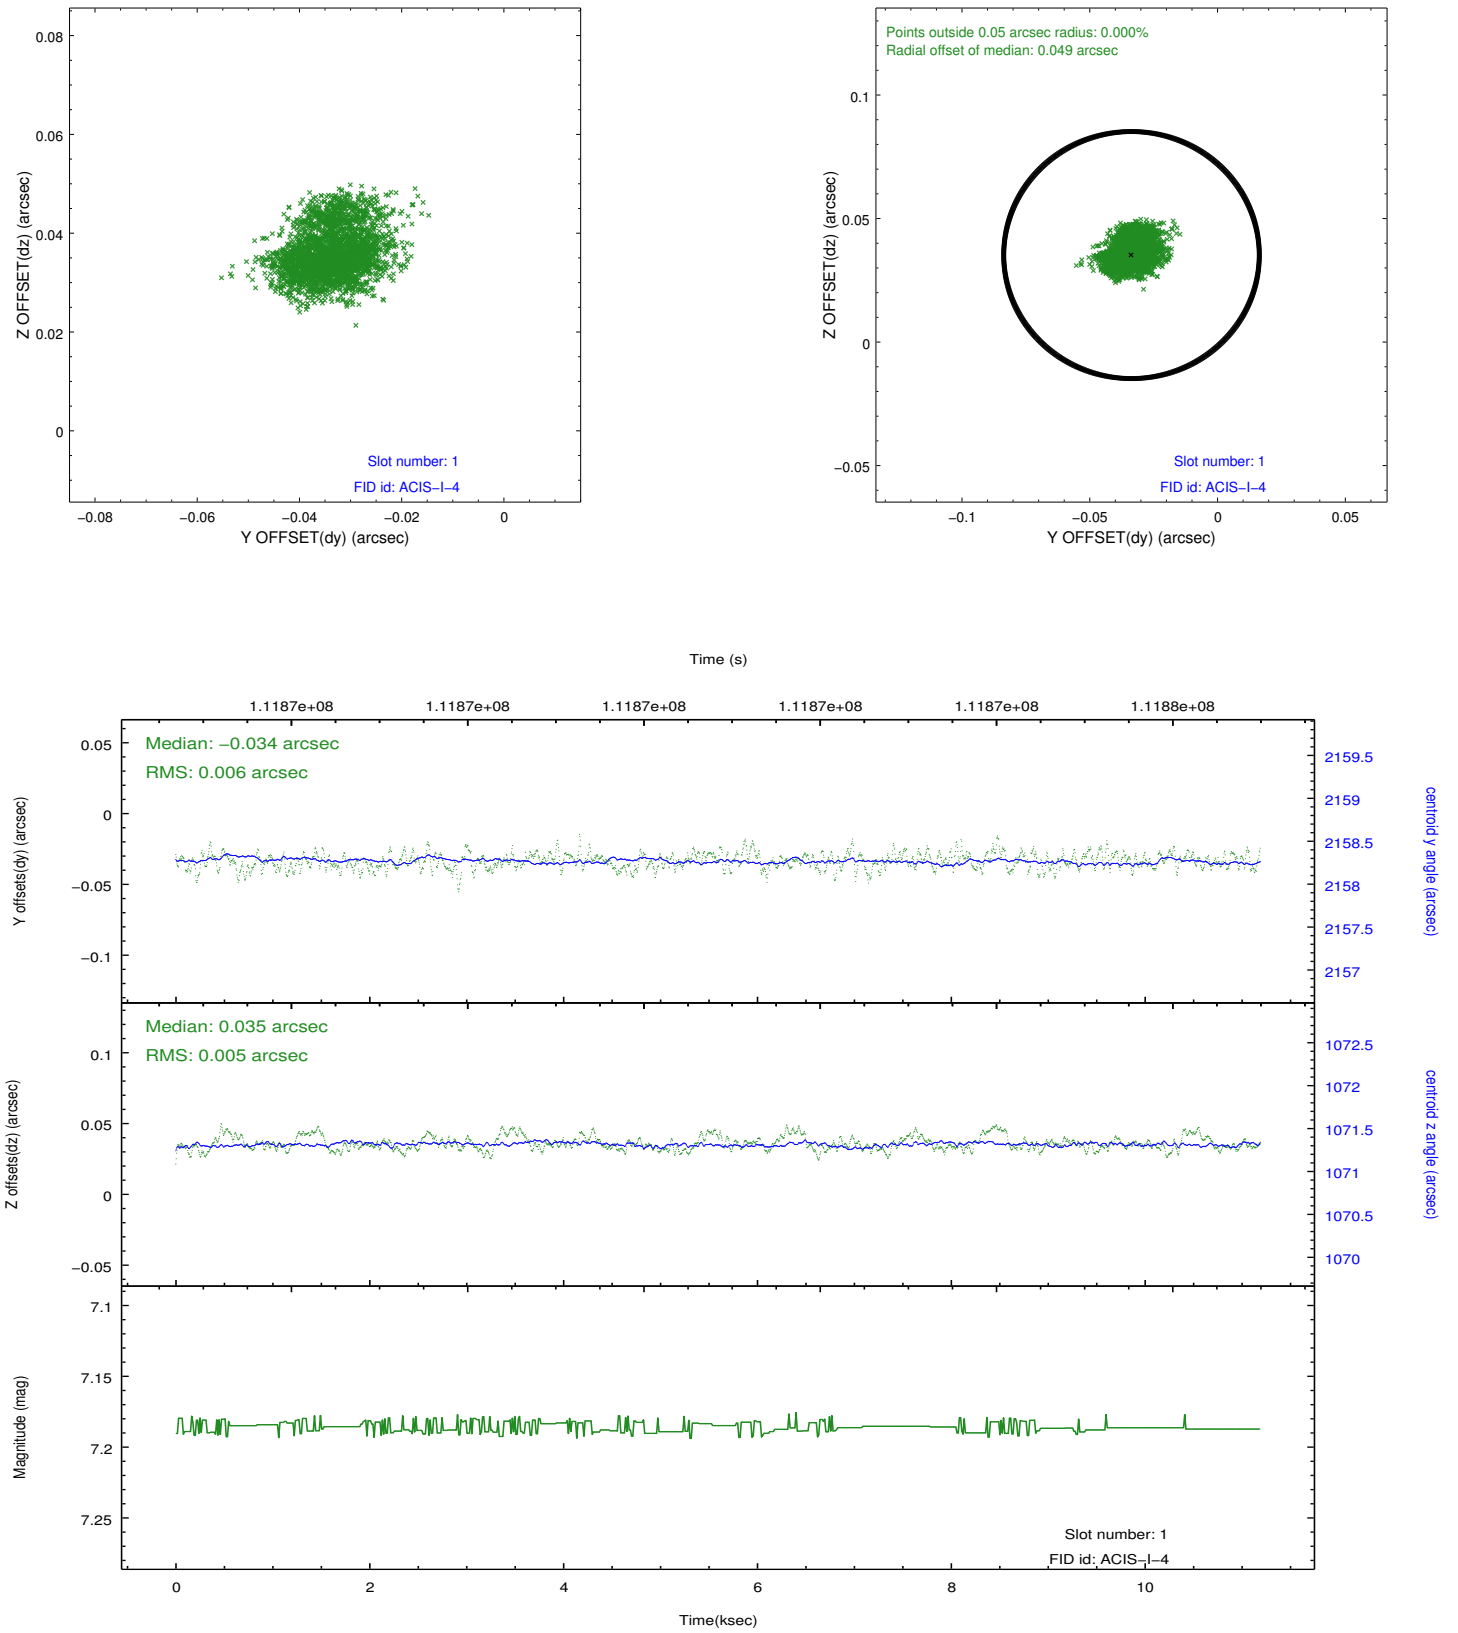 0.08
0.06
0.04
0.02
0
Z OFFSET(dz) (arcsec)
Slot number: 1
FID id: ACIS−I−4
−0.08 −0.06 −0.04 −0.02 0
Y OFFSET(dy) (arcsec)
Points outside 0.05 arcsec radius: 0.000%
Radial offset of median: 0.049 arcsec
0.1
0.05
0
−0.05
Z OFFSET(dz) (arcsec)
Slot number: 1
FID id: ACIS−I−4
−0.1 −0.05 0 0.05
Y OFFSET(dy) (arcsec)
Time (s)
1.1187e+08 1.1187e+08 1.1187e+08 1.1187e+08 1.1187e+08 1.1188e+08
Median: −0.034 arcsec
RMS: 0.006 arcsec
0.05
0
−0.05
−0.1
Y offsets(dy) (arcsec)
2159.5
2159
2158.5
2158
2157.5
2157
centroid y angle (arcsec)
Median: 0.035 arcsec
RMS: 0.005 arcsec
0.1
0.05
0
−0.05
Z offsets(dz) (arcsec)
1072.5
1072
1071.5
1071
1070.5
1070
centroid z angle (arcsec)
7.1
7.15
7.2
7.25
Magnitude (mag)
Slot number: 1
FID id: ACIS−I−4
0 2 4 6 8 10
Time(ksec)